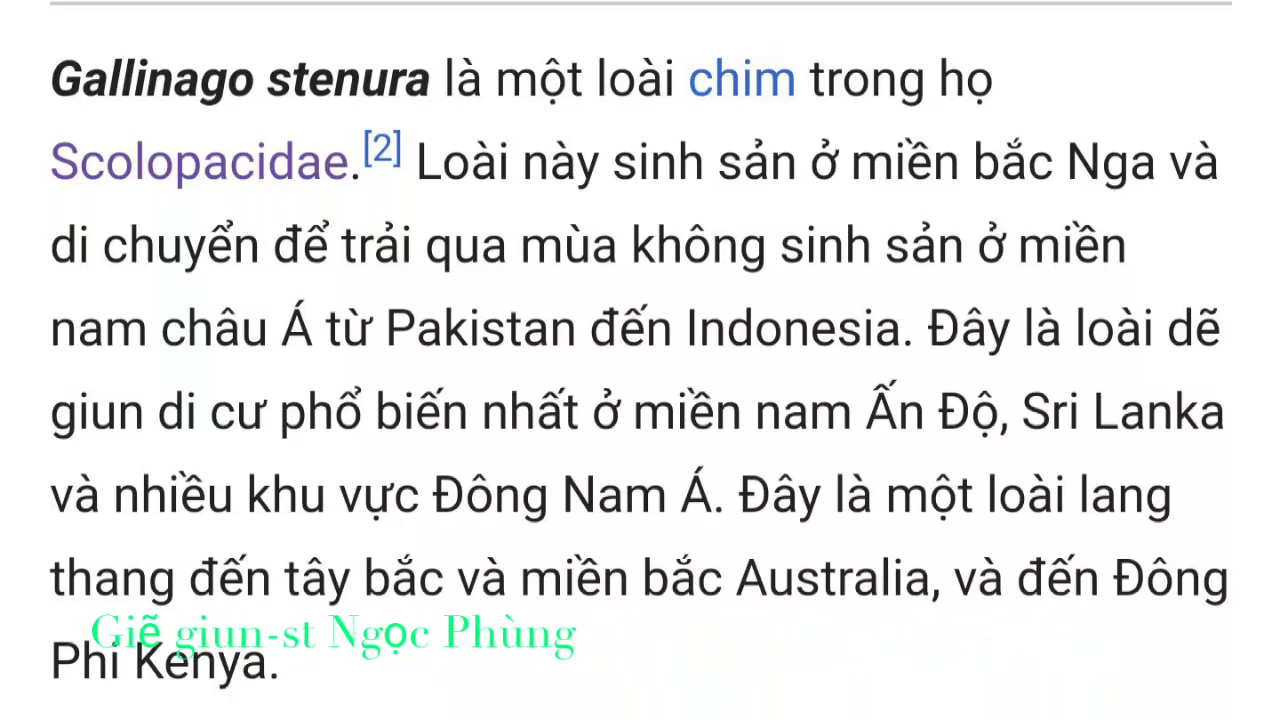 Gallinago stenura là một loài chim trong họ
Scolopacidae.[2] Loài này sinh sản ở miền bắc Nga và
di chuyển để trải qua mùa không sinh sản ở miền
nam châu Á từ Pakistan đến Indonesia. Đây là loài dẽ
giun di cư phổ biến nhất ở miền nam Ấn Độ, Sri Lanka
và nhiều khu vực Đông Nam Á. Đây là một loài lang
thang đến tây bắc và miền bắc Australia, và đến Đông
Giẽ giun-st Ngọc Phùng
Phi Kenya.